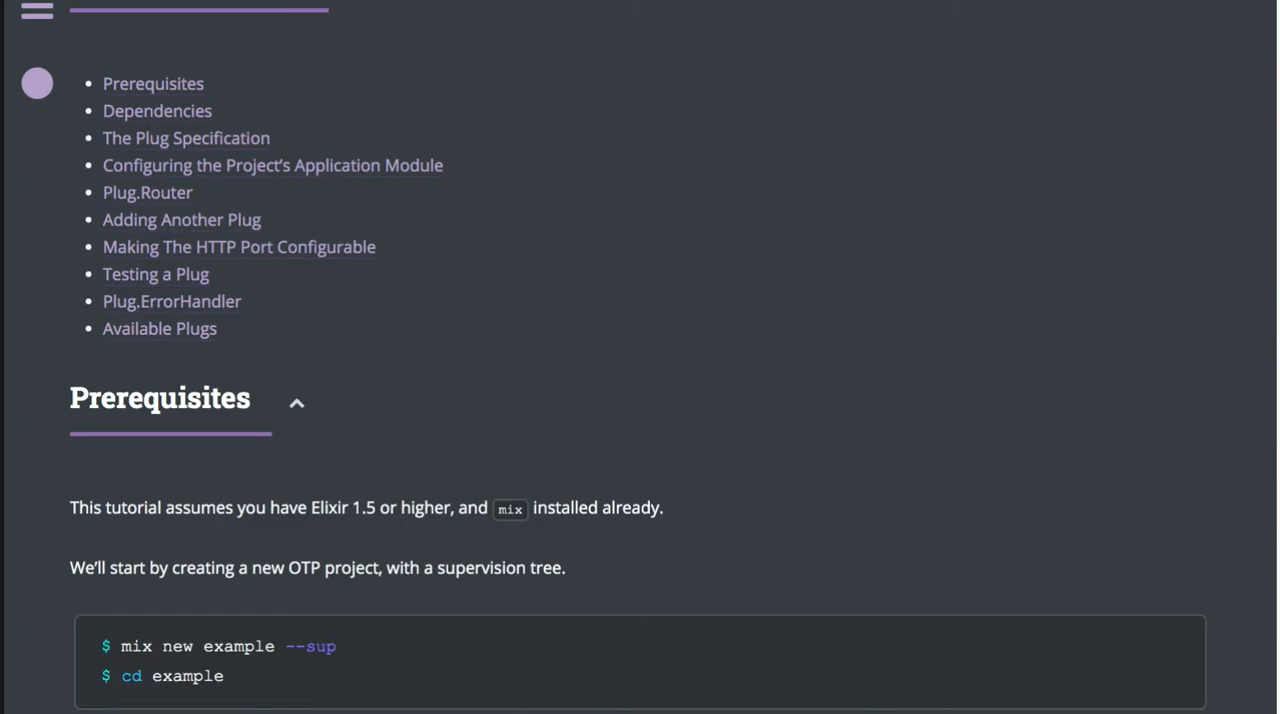 Prerequisites
Dependencies
The Plug Specification
Configuring the Project’s Application Module
Plug.Router
Adding Another Plug
Making The HTTP Port Configurable
Testing a Plug
Plug.ErrorHandler
Available Plugs
Prerequisites
This tutorial assumes you have Elixir 1.5 or higher, and mix installed already.
We’ll start by creating a new OTP project, with a supervision tree.
$ mix new example --sup
$ cd example